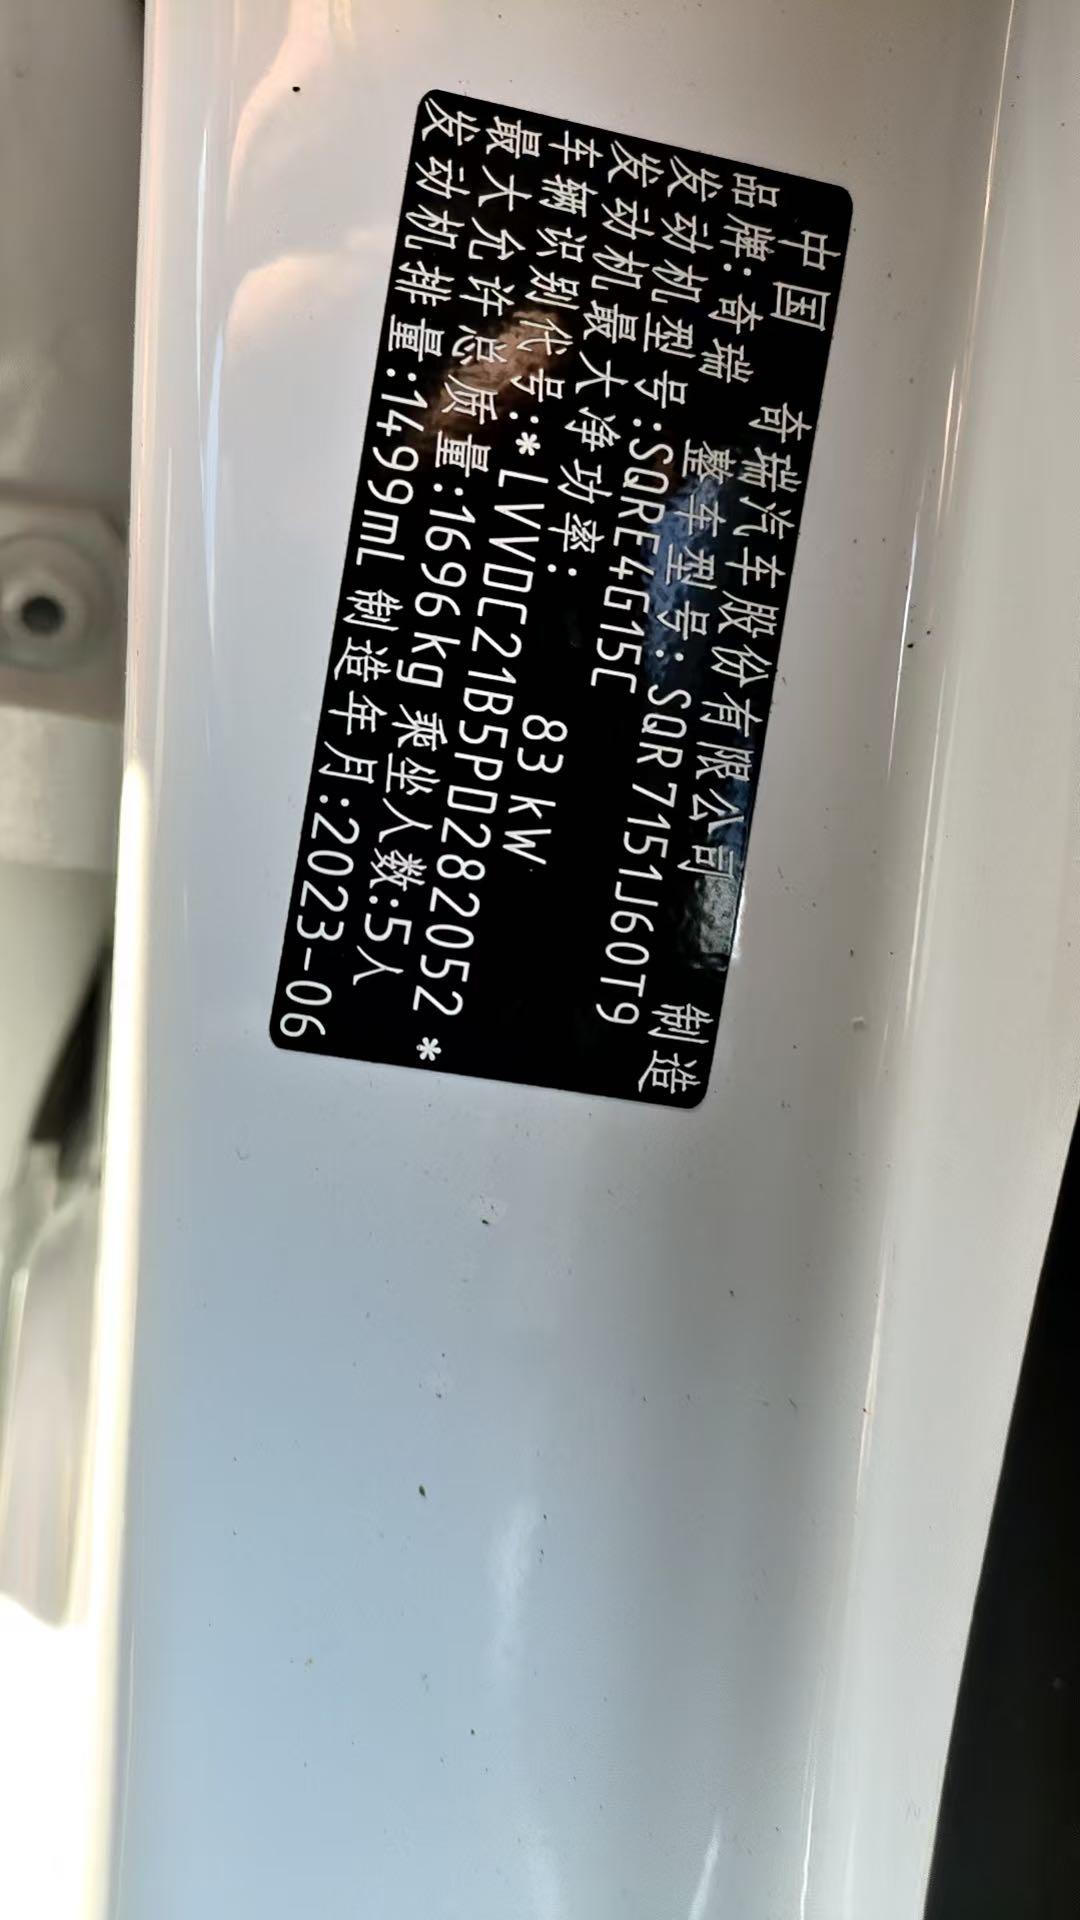 中国 奇瑞汽车股份有限公司 制造
品牌:奇瑞 整车型号:SQR7151J60T9
发动机型号:SQRE4G15C
发动机最大净功率: 83 kW
车辆识别代号:*LVVDC21B5PD282052*
最大允许总质量:1696kg 乘坐人数:5人
发动机排量:1499mL 制造年月:2023-06